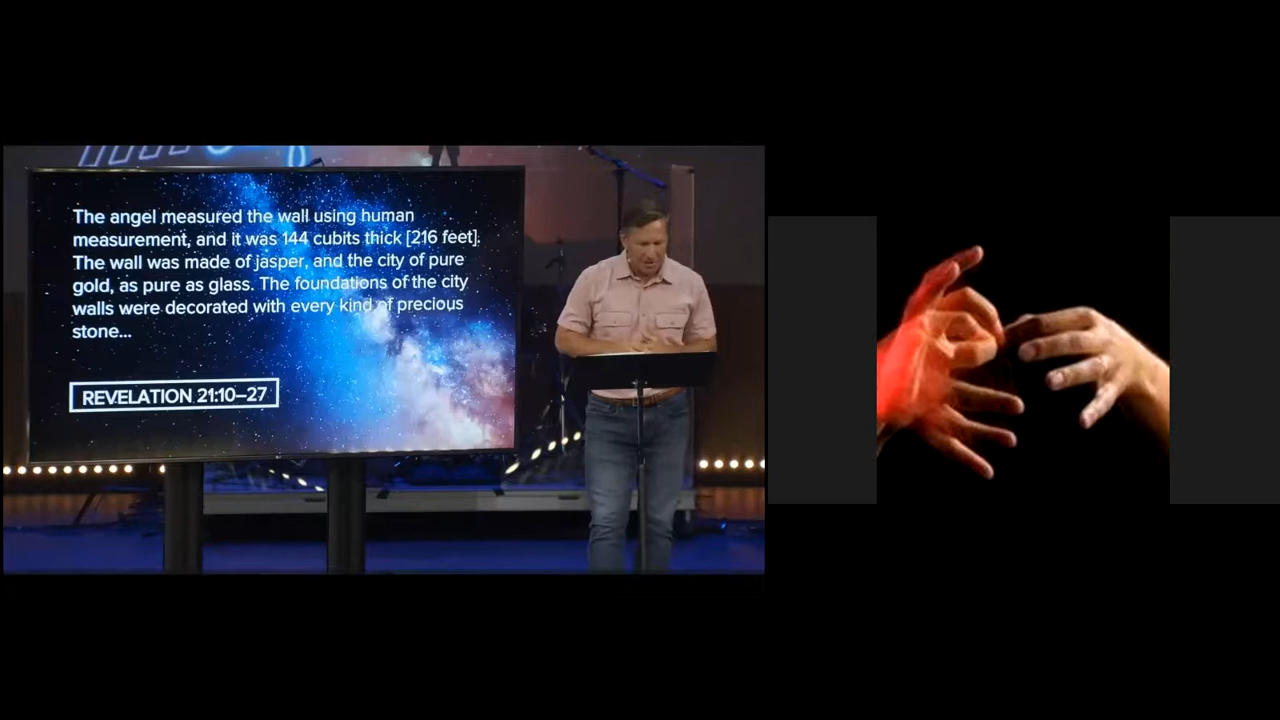 The angel measured the wall using human
measurement, and it was 144 cubits thick [216 feet].
The wall was made of jasper, and the city of pure
gold, as pure as glass. The foundations of the city
walls were decorated with every kind of precious
stone...
REVELATION 21:10–27